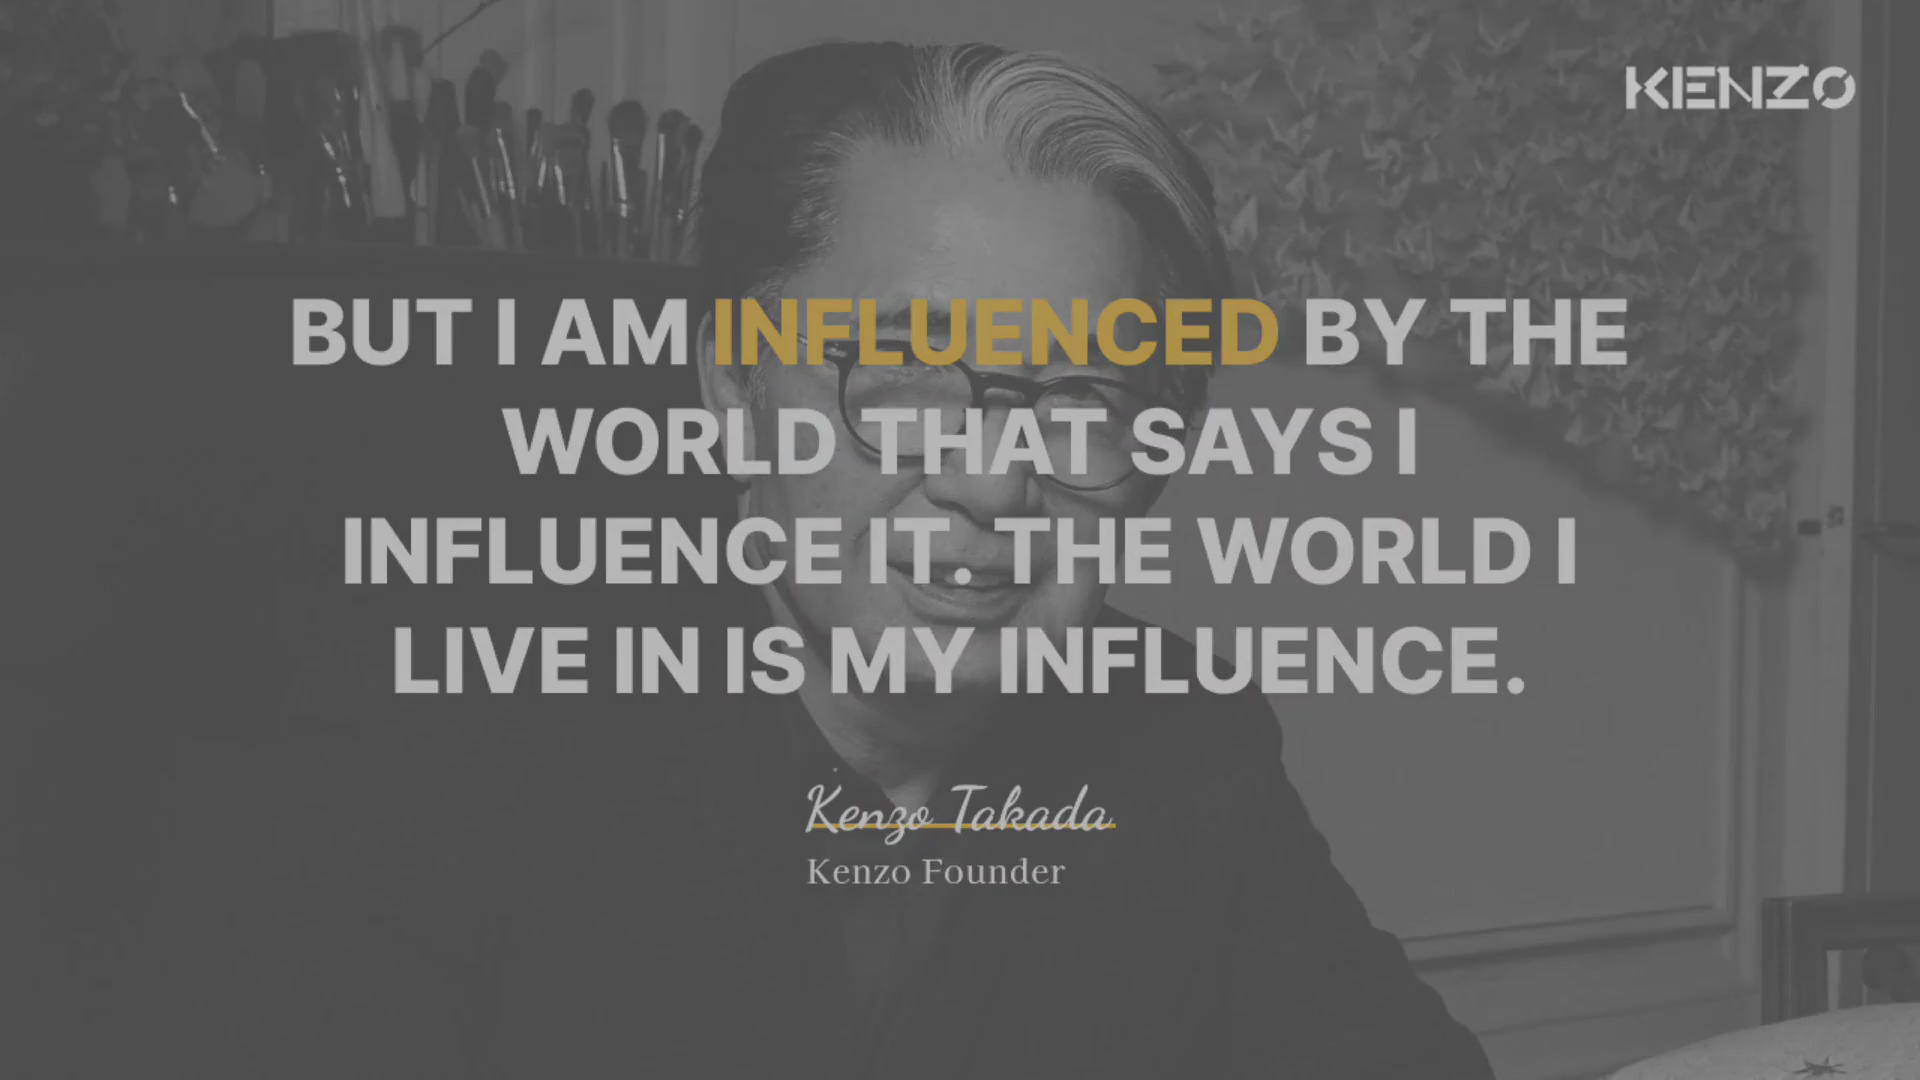 KENZO
BUT I AM INFLUENCED BY THE
WORLD THAT SAYS I
INFLUENCE IT. THE WORLD I
LIVE IN IS MY INFLUENCE.
Kenzo Takada
Kenzo Founder